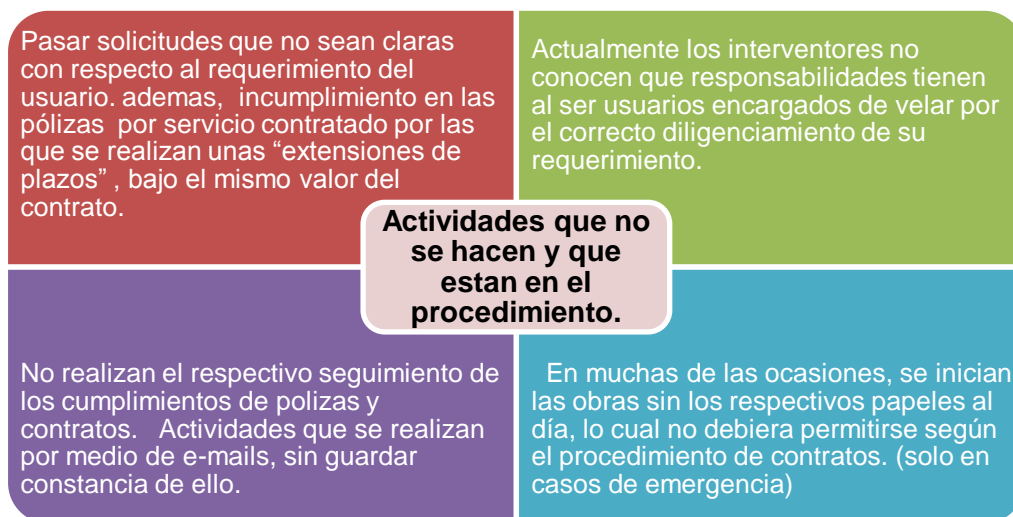 Pasar solicitudes que no sean claras
con respecto al requerimiento del
usuario. ademas, incumplimiento en las
pólizas por servicio contratado por las
que se realizan unas “extensiones de
plazos” , bajo el mismo valor del
contrato.
Actualmente los interventores no
conocen que responsabilidades tienen
al ser usuarios encargados de velar por
el correcto diligenciamiento de su
requerimiento.
Actividades que no
se hacen y que
estan en el
procedimiento.
No realizan el respectivo seguimiento de
los cumplimientos de polizas y
contratos. Actividades que se realizan
por medio de e-mails, sin guardar
constancia de ello.
En muchas de las ocasiones, se inician
las obras sin los respectivos papeles al
día, lo cual no debiera permitirse según
el procedimiento de contratos. (solo en
casos de emergencia)